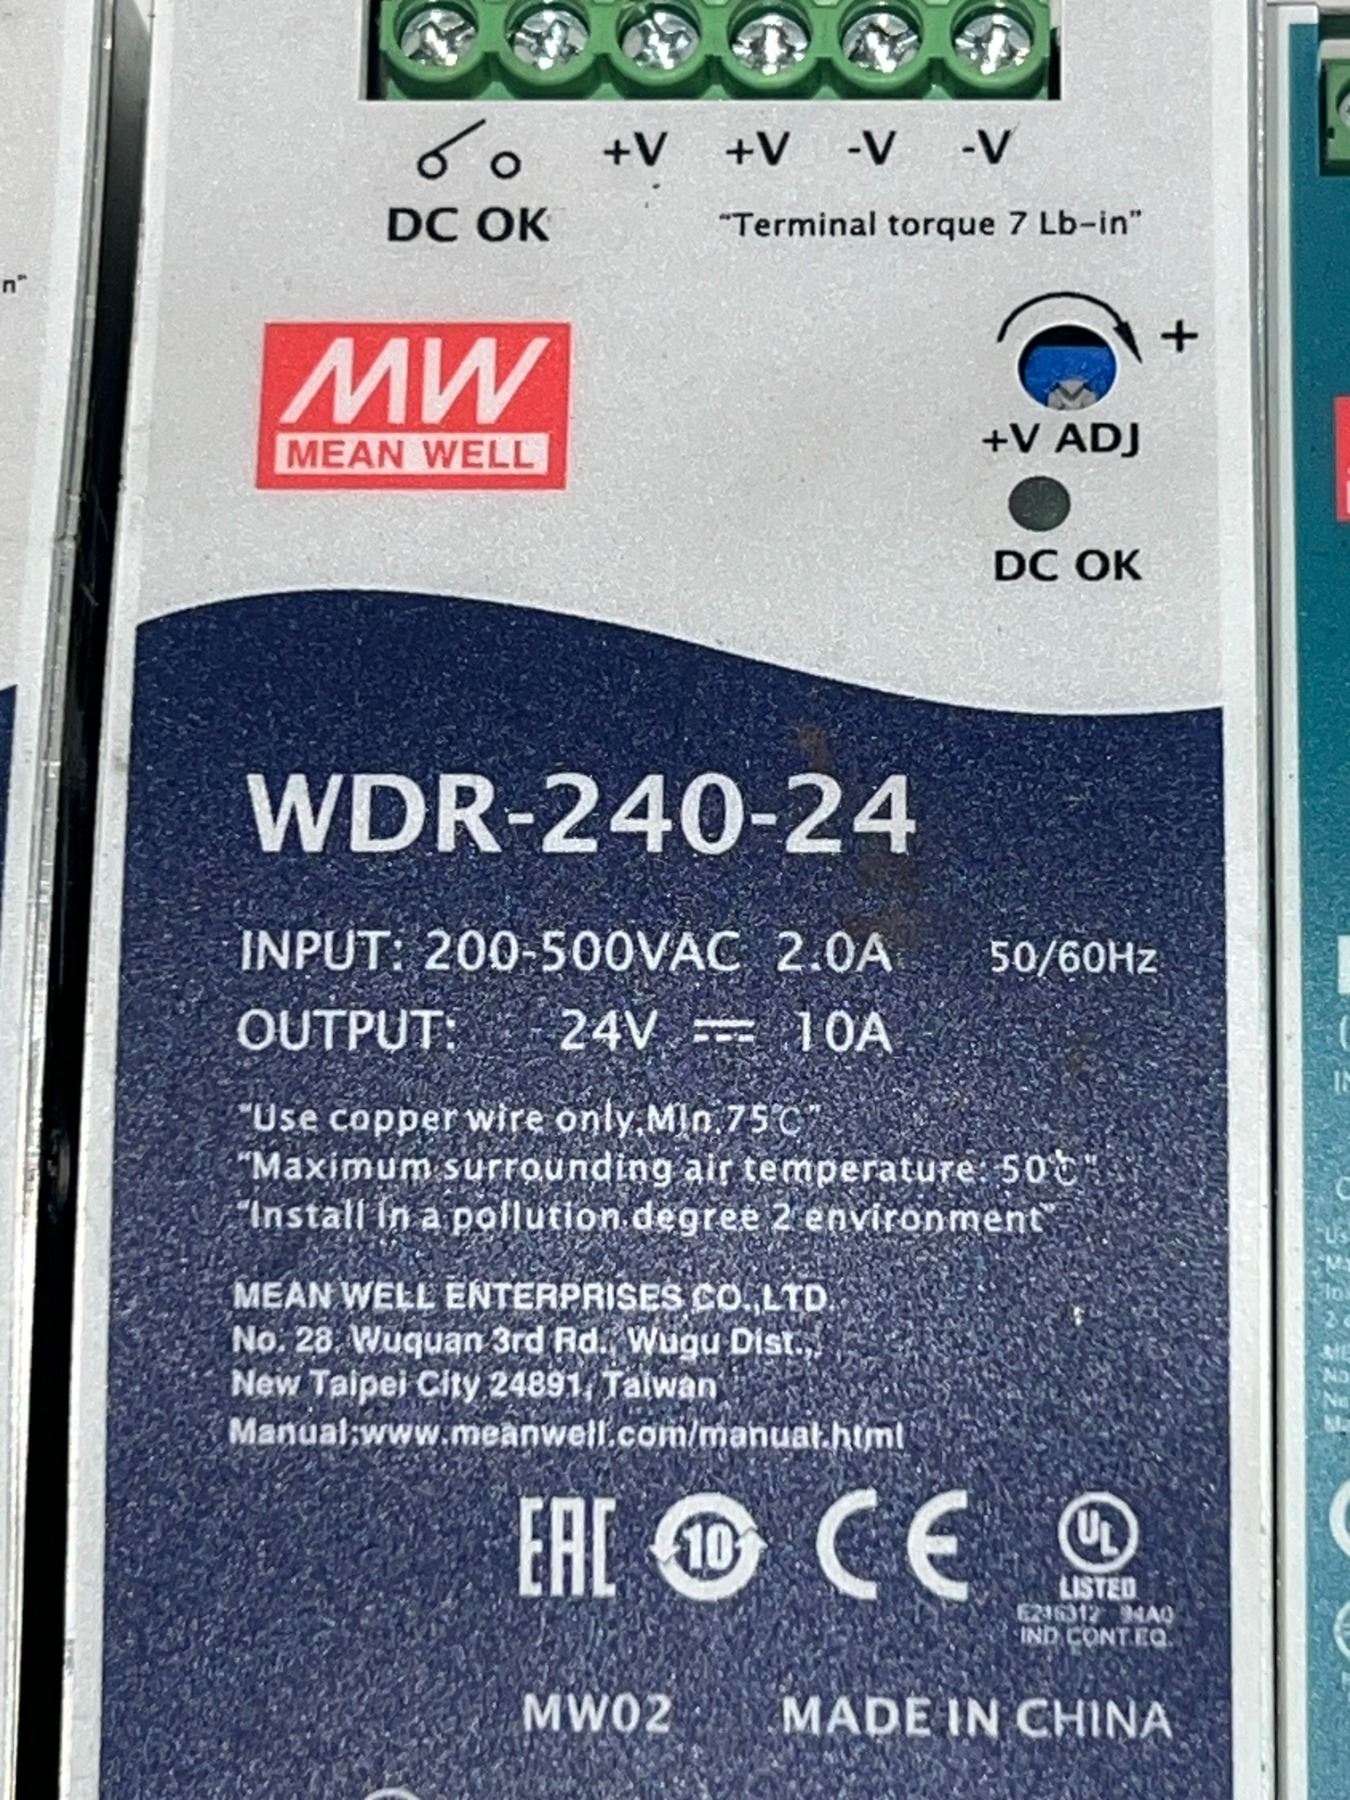 +V +V -V -V
DC OK
"Terminal torque 7 Lb-in"
n"
MW
MEAN WELL
+
+V ADJ
DC OK
WDR-240-24
INPUT: 200-500VAC 2.0A 50/60Hz
OUTPUT: 24V ⎓ 10A
"Use copper wire only,Min.75℃"
"Maximum surrounding air temperature: 50℃"
"Install in a pollution degree 2 environment"
MEAN WELL ENTERPRISES CO.,LTD.
No. 28, Wuquan 3rd Rd., Wugu Dist.,
New Taipei City 24891, Taiwan
Manual:www.meanwell.com/manual.html
EAC 10 CE UL
LISTED
E216312 94A0
IND CONT.EQ.
MW02 MADE IN CHINA